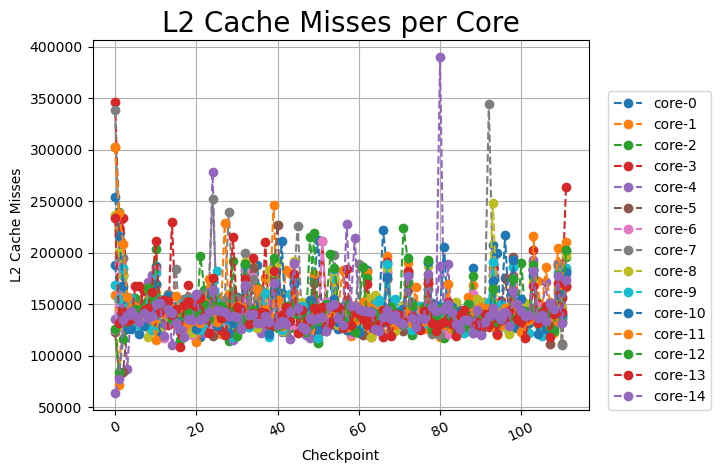 L2 Cache Misses per Core
400000
350000
300000
250000
200000
150000
100000
50000
L2 Cache Misses
0
20
40
60
80
100
Checkpoint
core-0
core-1
core-2
core-3
core-4
core-5
core-6
core-7
core-8
core-9
core-10
core-11
core-12
core-13
core-14